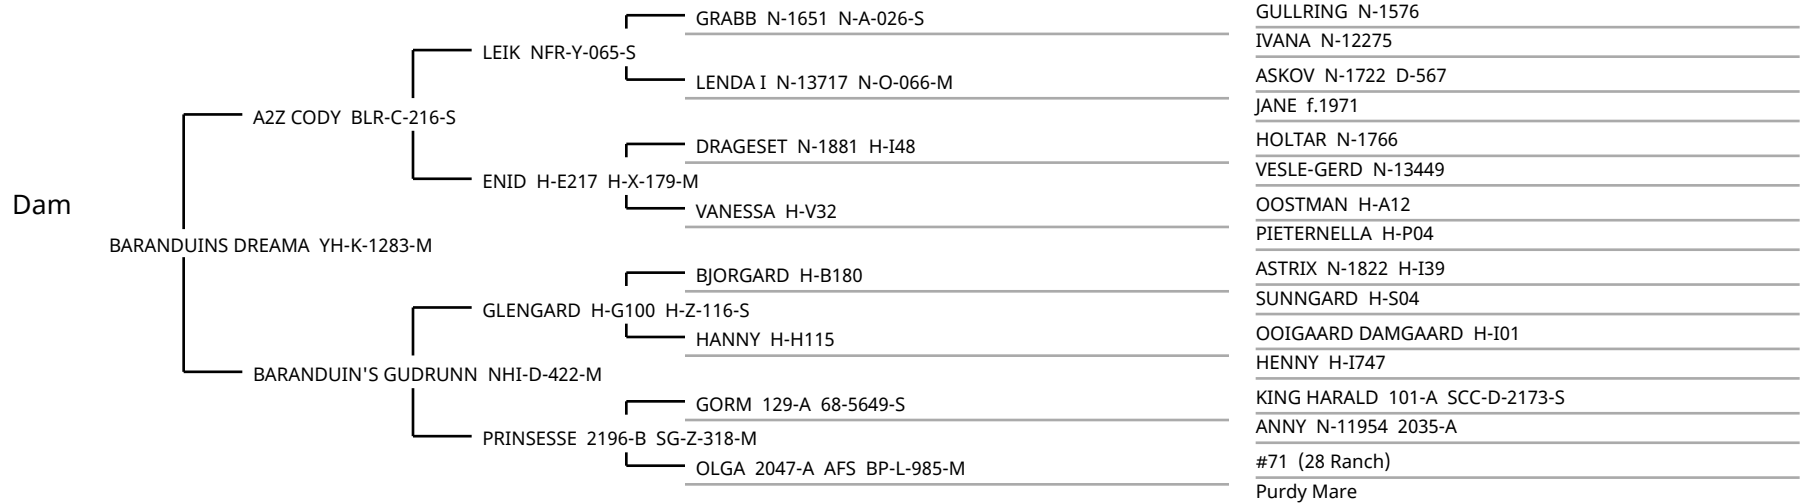 GULLRING N-1576
GRABB N-1651 N-A-026-S
IVANA N-12275
LEIK NFR-Y-065-S
ASKOV N-1722 D-567
LENDA I N-13717 N-O-066-M
JANE f.1971
A2Z CODY BLR-C-216-S
HOLTAR N-1766
DRAGESET N-1881 H-I48
VESLE-GERD N-13449
ENID H-E217 H-X-179-M
OOSTMAN H-A12
VANESSA H-V32
PIETERNELLA H-P04
Dam
BARANDUINS DREAMA YH-K-1283-M
ASTRIX N-1822 H-I39
BJORGARD H-B180
SUNNGARD H-S04
GLENGARD H-G100 H-Z-116-S
OOIGAARD DAMGAARD H-I01
HANNY H-H115
HENNY H-I747
BARANDUIN'S GUDRUNN NHI-D-422-M
KING HARALD 101-A SCC-D-2173-S
GORM 129-A 68-5649-S
ANNY N-11954 2035-A
PRINSESSE 2196-B SG-Z-318-M
#71 (28 Ranch)
OLGA 2047-A AFS BP-L-985-M
Purdy Mare